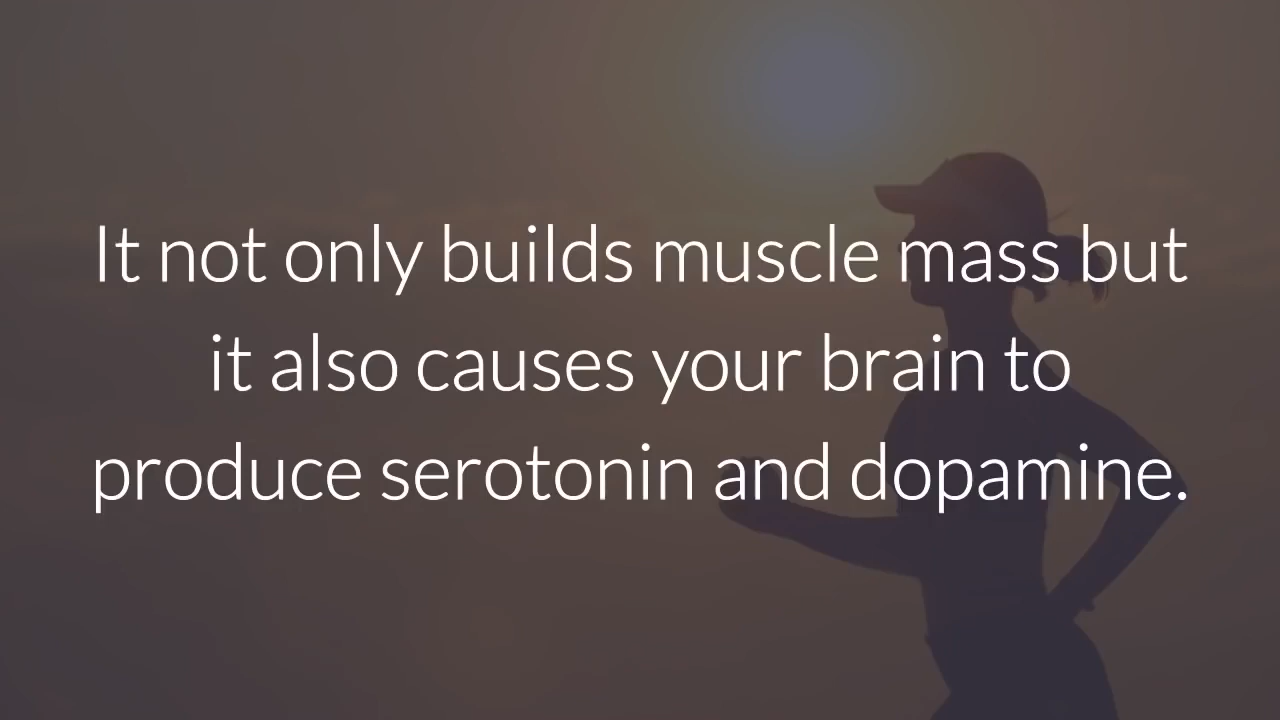 It not only builds muscle mass but
it also causes your brain to
produce serotonin and dopamine.